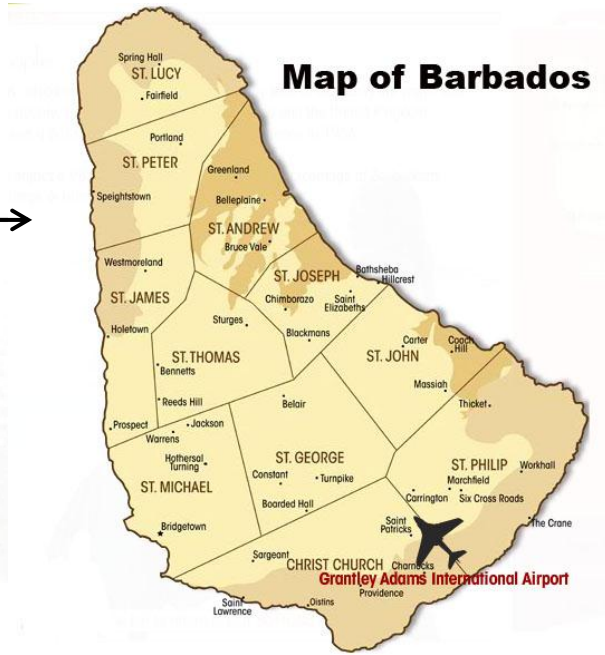 Map of Barbados
Spring Hall
ST. LUCY
Fairfield
Portland
ST. PETER
Speightstown
Greenland
Belleplaine
ST. ANDREW
Bruce Vale
Westmoreland
ST. JAMES
Holetown
ST. JOSEPH
Bathsheba
Hillcrest
Chimborazo
Saint
Elizabeths
Sturges
Blackmans
ST. THOMAS
Bennetts
Reeds Hill
Carter
Coach
Hill
ST. JOHN
Massiah
Thicket
Belair
Prospect
Jackson
Warrens
Hothersal
Turning
ST. MICHAEL
Bridgetown
ST. GEORGE
Constant
Turnpike
Boarded Hall
ST. PHILIP
Workhall
Marchfield
Carrington
Six Cross Roads
The Crane
Saint
Patricks
Sargeant
CHRIST CHURCH
Charnocks
Grantley Adams International Airport
Providence
Saint
Lawrence
Oistins